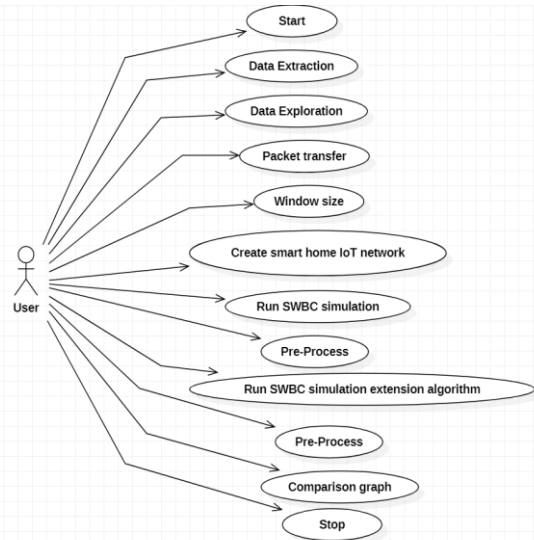 Start
Data Extraction
Data Exploration
Packet transfer
Window size
Create smart home IoT network
User
Run SWBC simulation
Pre-Process
Run SWBC simulation extension algorithm
Pre-Process
Comparison graph
Stop